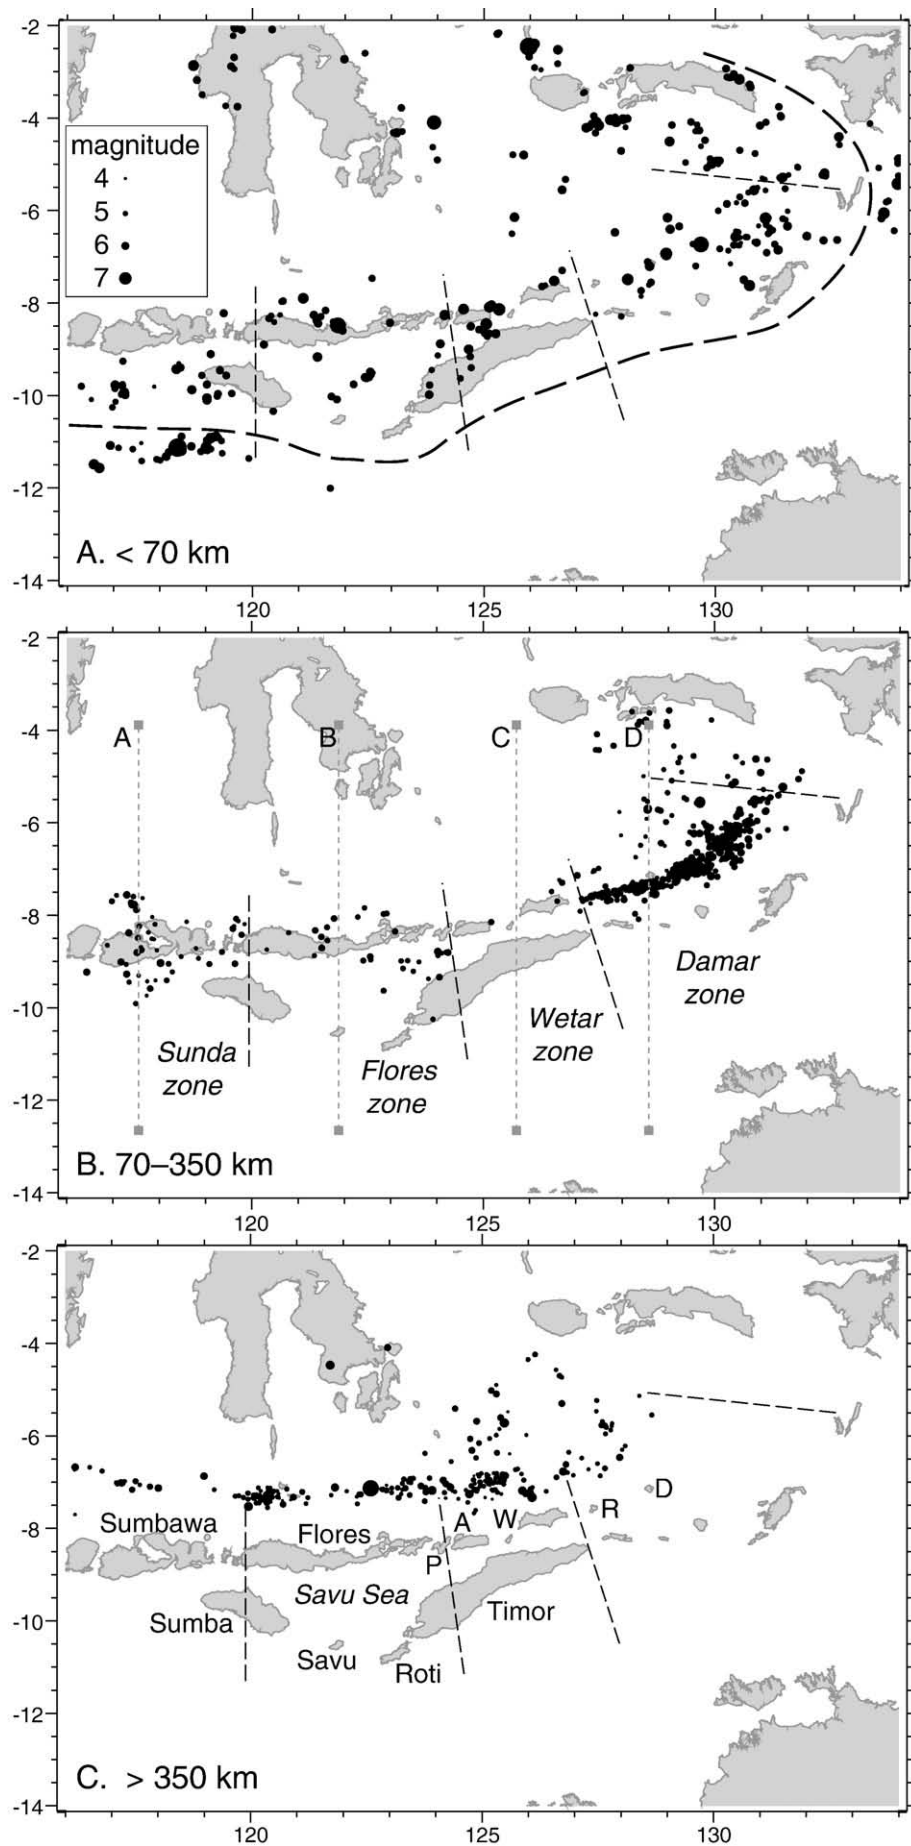 -2
-4
-6
-8
-10
-12
-14
magnitude
4
5
6
7
A. < 70 km
120 125 130
-2
-4
-6
-8
-10
-12
-14
A B C D
Sunda
zone
Flores
zone
Wetar
zone
Damar
zone
B. 70–350 km
120 125 130
-2
-4
-6
-8
-10
-12
-14
Sumbawa
Flores
P
A
W
R
D
Savu Sea
Sumba
Timor
Savu
Roti
C. > 350 km
120 125 130